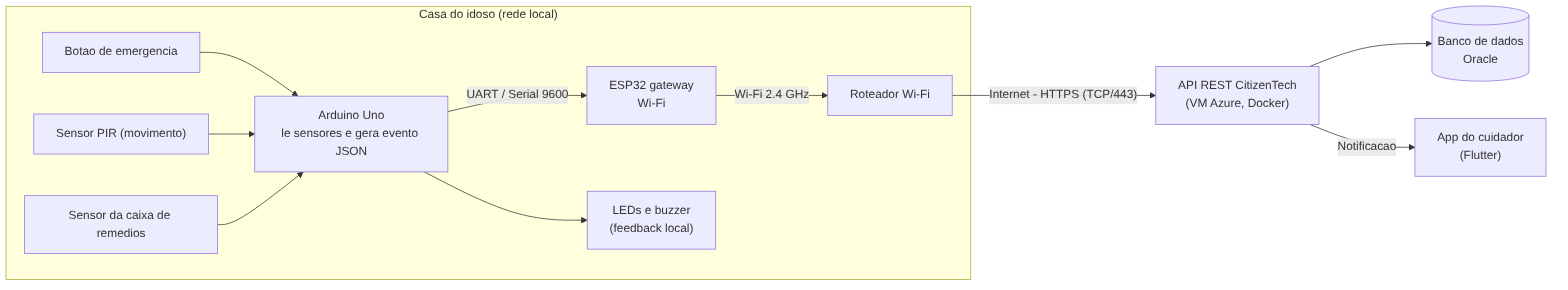 Casa do idoso (rede local)
Botao de emergencia
Sensor PIR (movimento)
Sensor da caixa de
remedios
Arduino Uno
le sensores e gera evento
JSON
UART / Serial 9600
ESP32 gateway
Wi-Fi
LEDs e buzzer
(feedback local)
Wi-Fi 2.4 GHz
Roteador Wi-Fi
Internet - HTTPS (TCP/443)
API REST CitizenTech
(VM Azure, Docker)
Banco de dados
Oracle
Notificacao
App do cuidador
(Flutter)